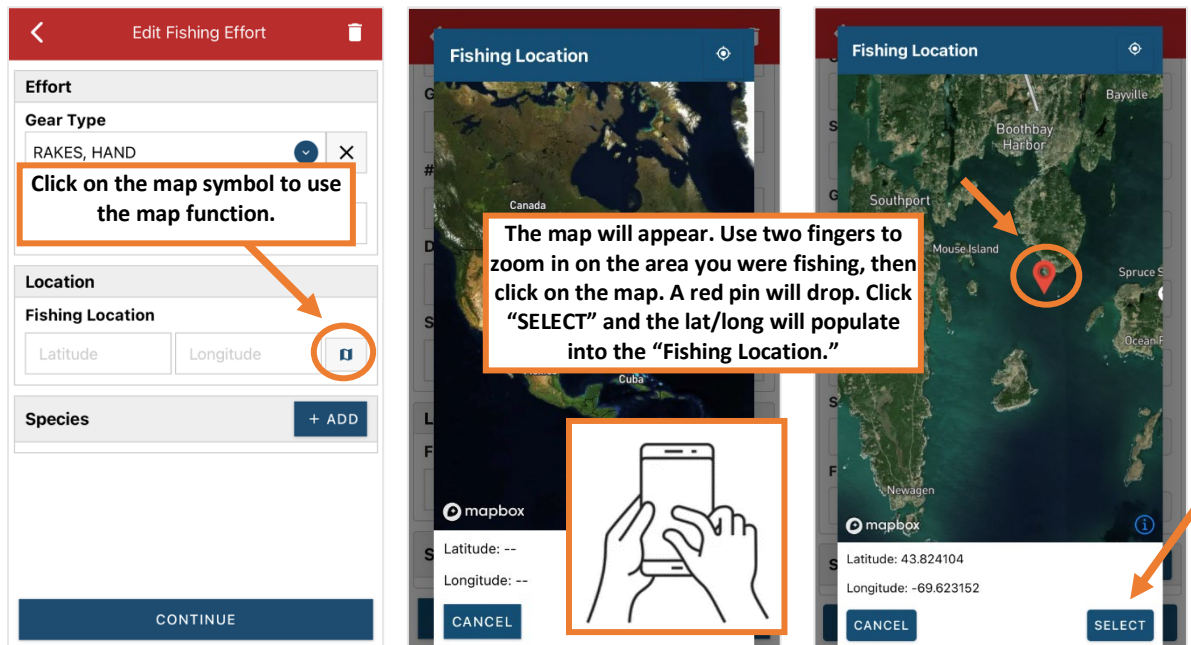 Edit Fishing Effort
Effort
Gear Type
RAKES, HAND
Click on the map symbol to use
the map function.
Location
Fishing Location
Latitude Longitude
Species + ADD
CONTINUE
Fishing Location
G
#
Canada
D
The map will appear. Use two fingers to
zoom in on the area you were fishing, then
click on the map. A red pin will drop. Click
“SELECT” and the lat/long will populate
into the “Fishing Location.”
S
Cuba
L
F
mapbox
S
Latitude: --
Longitude: --
CANCEL
Fishing Location
Bayville
S
Boothbay
Harbor
G
Southport
Mouse Island
Spruce S
Ocean P
S
F
Newagen
mapbox
S
Latitude: 43.824104
Longitude: -69.623152
CANCEL SELECT